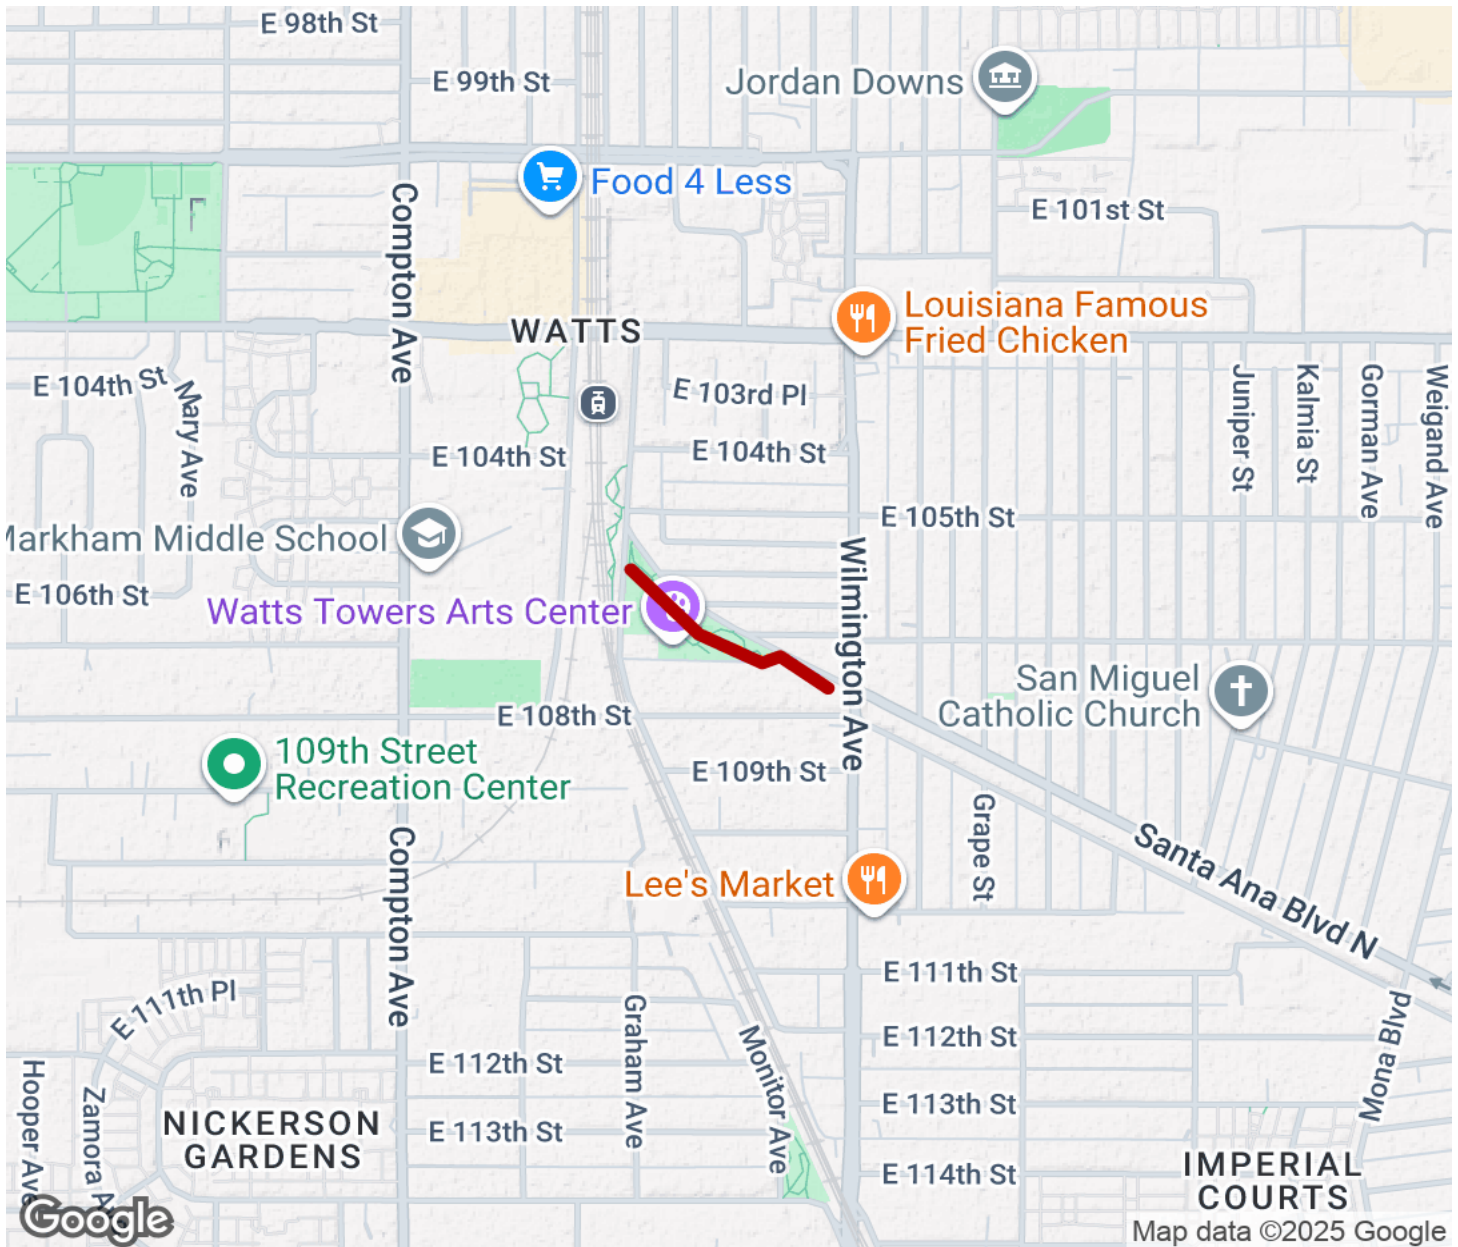 E 98th St
E 99th St
Jordan Downs
Food 4 Less
Compton Ave
E 101st St
Louisiana Famous
Fried Chicken
WATTS
E 104th St
Mary Ave
E 103rd Pl
Juniper St
Kalmia St
Gorman Ave
Weigand Ave
E 104th St
E 104th St
E 105th St
Markham Middle School
Wilmington Ave
E 106th St
Watts Towers Arts Center
San Miguel
Catholic Church
E 108th St
109th Street
Recreation Center
E 109th St
Grape St
Santa Ana Blvd N
Compton Ave
Lee's Market
E 111th St
E 111th Pl
Graham Ave
Monitor Ave
Mona Blvd
E 112th St
E 112th St
Hooper Ave
Zamora Ave
NICKERSON
GARDENS
E 113th St
E 113th St
E 114th St
IMPERIAL
COURTS
Google
Map data ©2025 Google